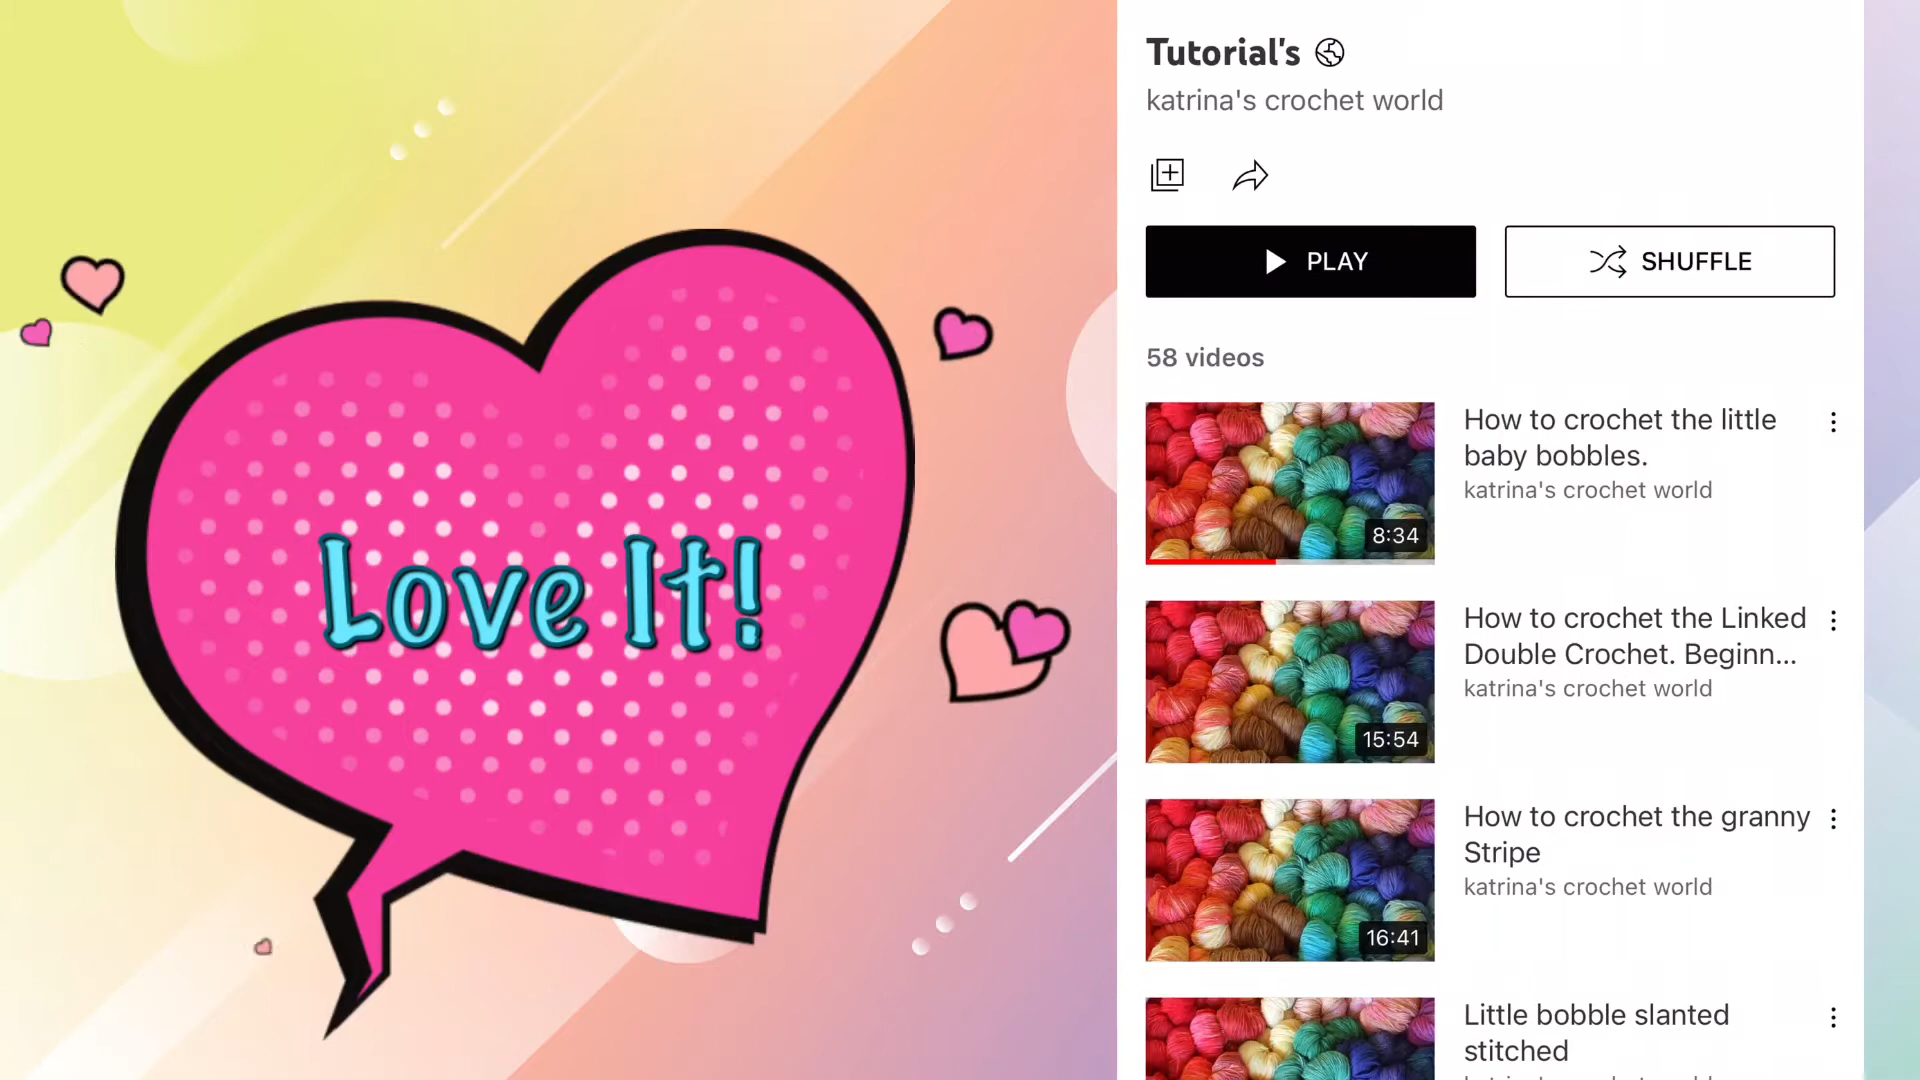 Love It!
Tutorial's
katrina's crochet world
PLAY
SHUFFLE
58 videos
How to crochet the little
baby bobbles.
katrina's crochet world
8:34
How to crochet the Linked
Double Crochet. Beginn...
katrina's crochet world
15:54
How to crochet the granny
Stripe
katrina's crochet world
16:41
Little bobble slanted
stitched